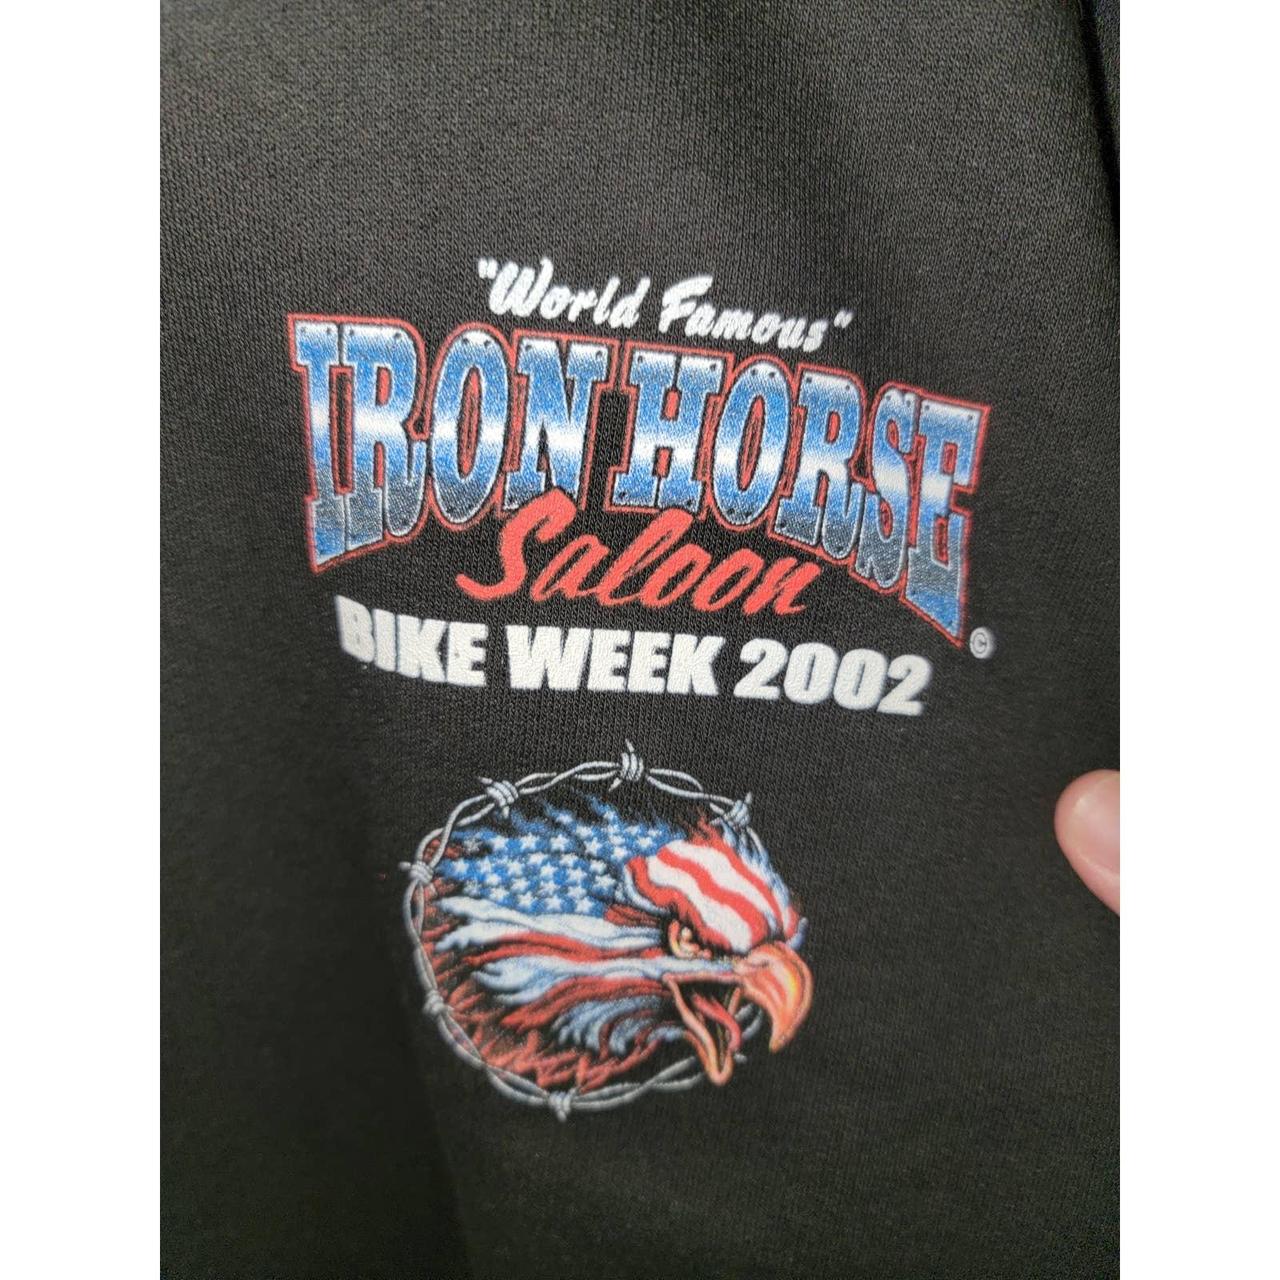 "World Famous"
IRON HORSE
Saloon ©
BIKE WEEK 2002